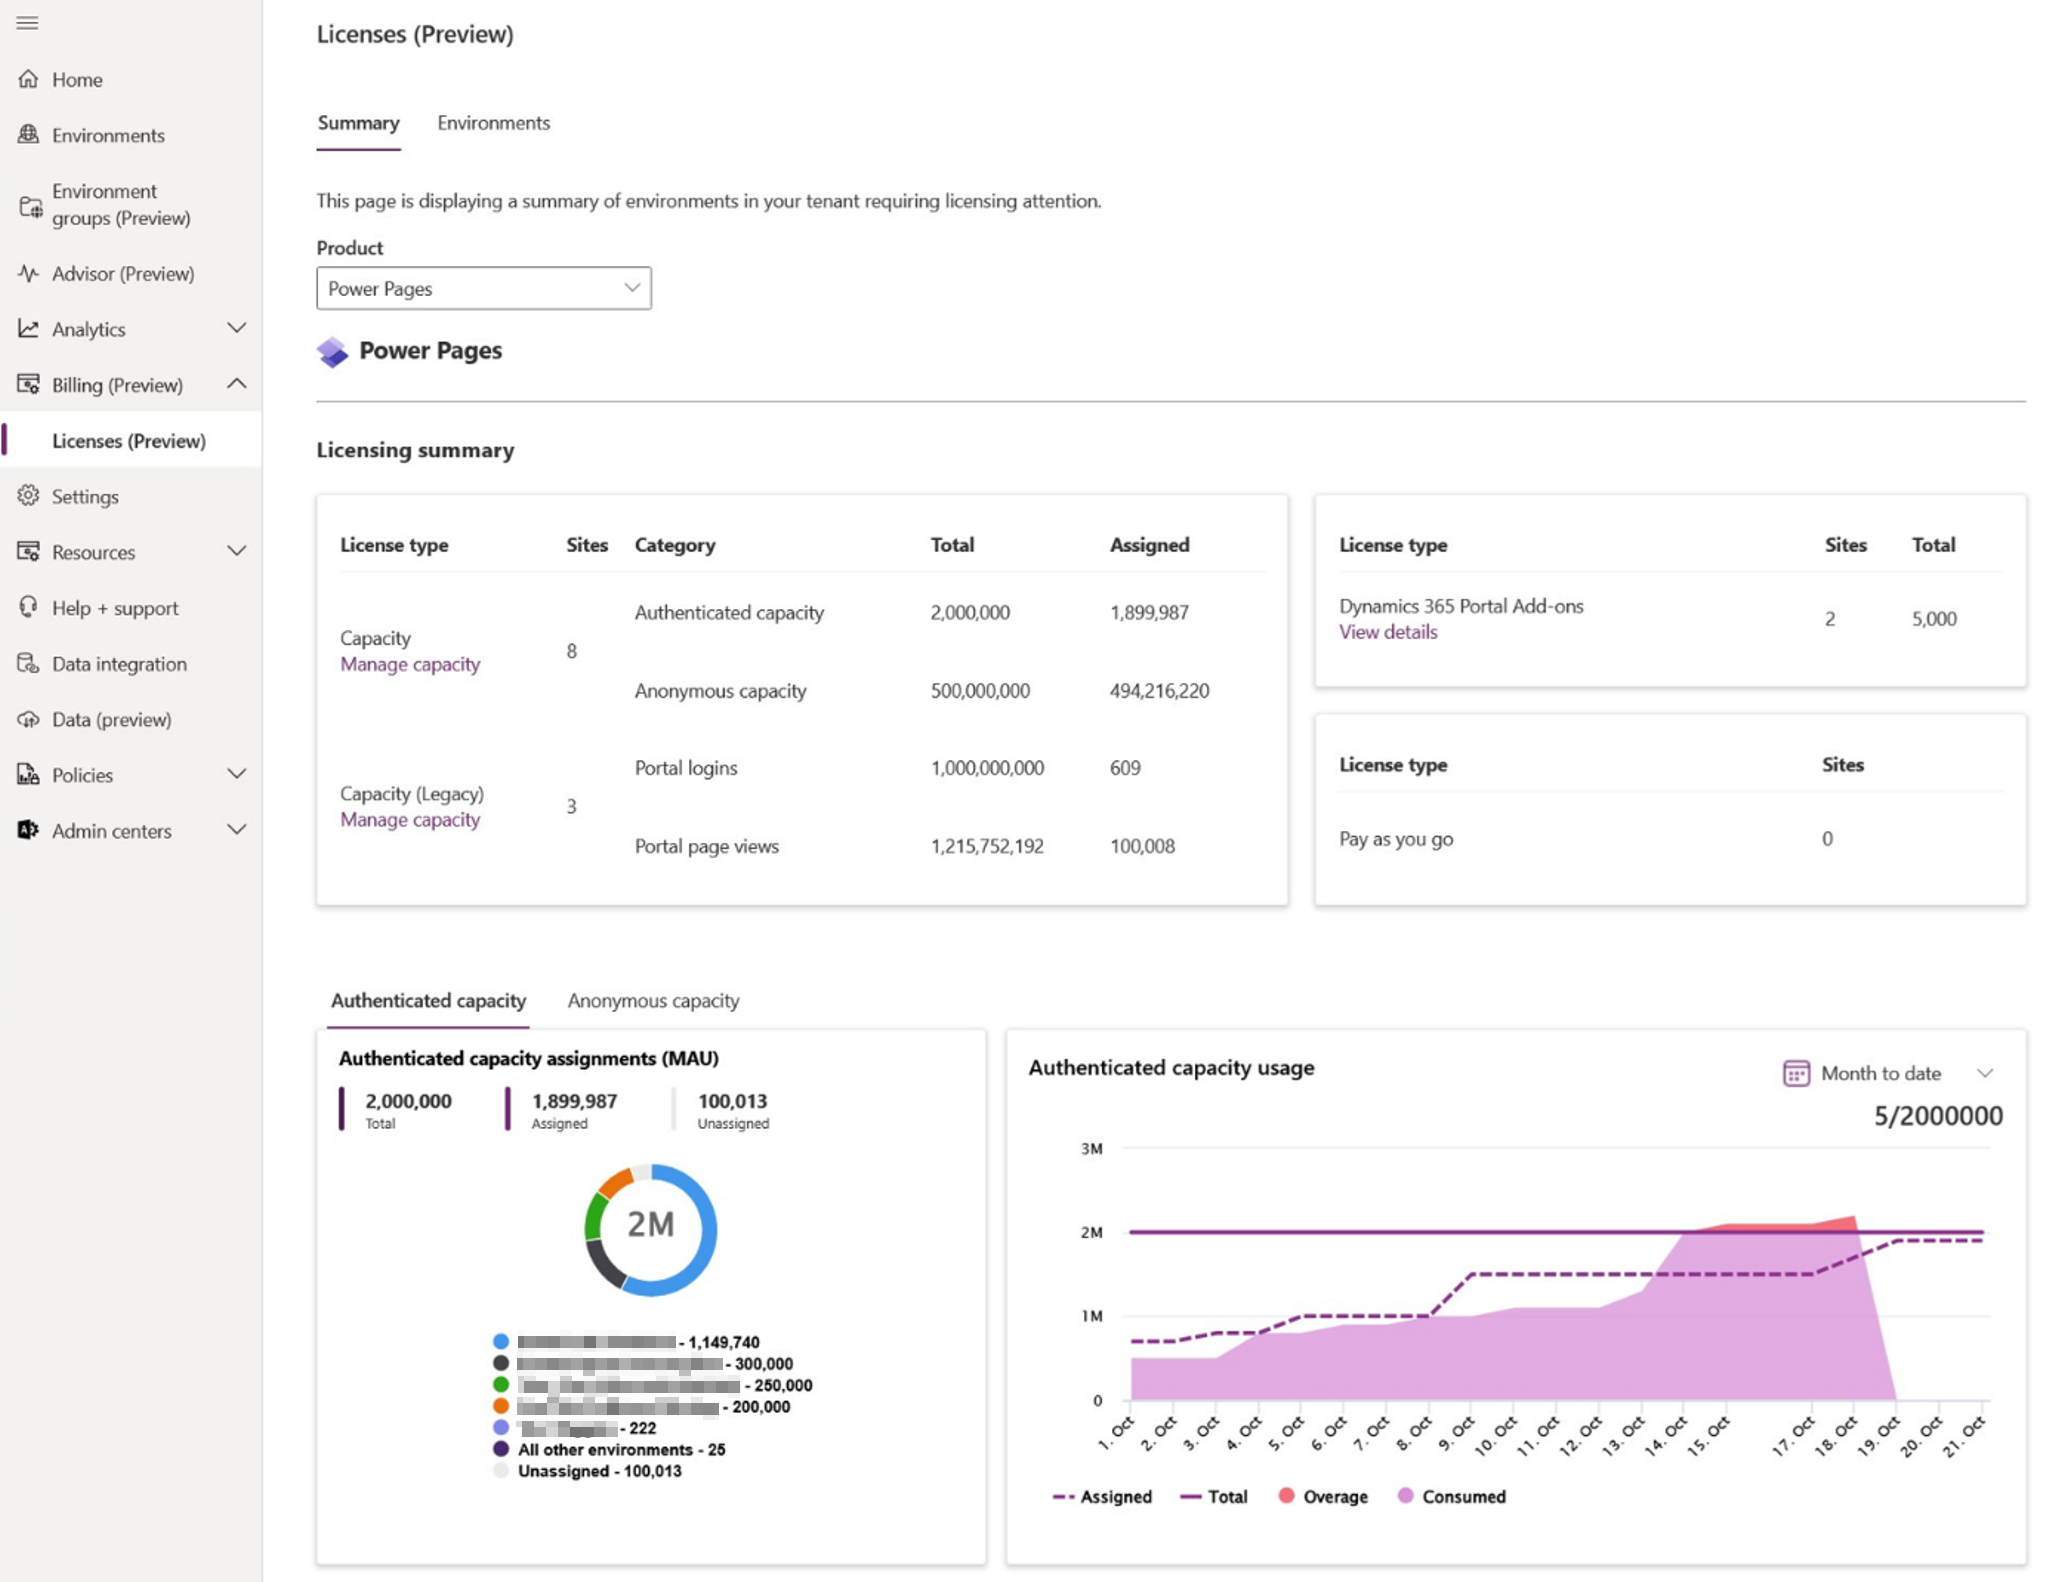 Home
Environments
Environment
groups (Preview)
Advisor (Preview)
Analytics
Billing (Preview)
Licenses (Preview)
Settings
Resources
Help + support
Data integration
Data (preview)
Policies
Admin centers
Licenses (Preview)
Summary Environments
This page is displaying a summary of environments in your tenant requiring licensing attention.
Product
Power Pages
Power Pages
Licensing summary
License type Sites Category Total Assigned
Authenticated capacity 2,000,000 1,899,987
Capacity
Manage capacity
8
Anonymous capacity 500,000,000 494,216,220
Portal logins 1,000,000,000 609
Capacity (Legacy)
Manage capacity
3
Portal page views 1,215,752,192 100,008
License type Sites Total
Dynamics 365 Portal Add-ons
View details
2 5,000
License type Sites
Pay as you go 0
Authenticated capacity Anonymous capacity
Authenticated capacity assignments (MAU)
2,000,000 1,899,987 100,013
Total Assigned Unassigned
2M
- 1,149,740
- 300,000
- 250,000
- 200,000
- 222
All other environments - 25
Unassigned - 100,013
Authenticated capacity usage
Month to date
5/2000000
3M
2M
1M
0
1. Oct 2. Oct 3. Oct 4. Oct 5. Oct 6. Oct 7. Oct 8. Oct 9. Oct 10. Oct 11. Oct 12. Oct 13. Oct 14. Oct 15. Oct 17. Oct 18. Oct 19. Oct 20. Oct 21. Oct
Assigned Total Overage Consumed